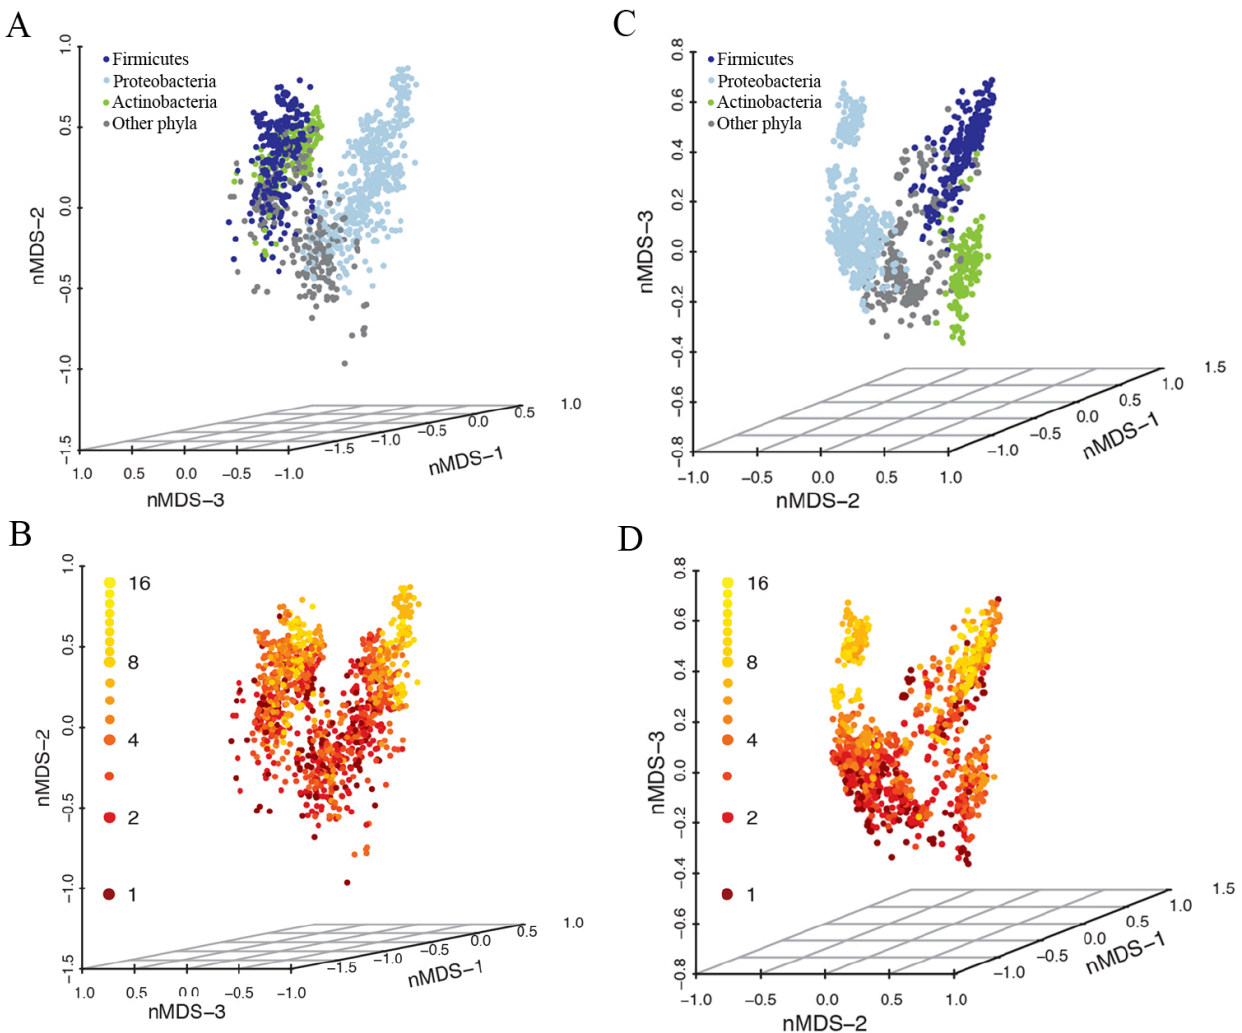 A
1.0
0.5
0.0
−0.5
−1.0
−1.5
nMDS−2
Firmicutes
Proteobacteria
Actinobacteria
Other phyla
1.0 0.5 0.0 −0.5 −1.0
nMDS−3
−1.5 −1.0 −0.5 0.0 0.5 1.0
nMDS−1
C
0.8
0.6
0.4
0.2
0.0
−0.2
−0.4
−0.6
−0.8
nMDS−3
Firmicutes
Proteobacteria
Actinobacteria
Other phyla
−1.0 −0.5 0.0 0.5 1.0
nMDS−2
−1.0 −0.5 0.0 0.5 1.0 1.5
nMDS−1
B
1.0
0.5
0.0
−0.5
−1.0
−1.5
nMDS−2
16
8
4
2
1
1.0 0.5 0.0 −0.5 −1.0
nMDS−3
−1.5 −1.0 −0.5 0.0 0.5 1.0
nMDS−1
D
0.8
0.6
0.4
0.2
0.0
−0.2
−0.4
−0.6
−0.8
nMDS−3
16
8
4
2
1
−1.0 −0.5 0.0 0.5 1.0
nMDS−2
−1.0 −0.5 0.0 0.5 1.0 1.5
nMDS−1